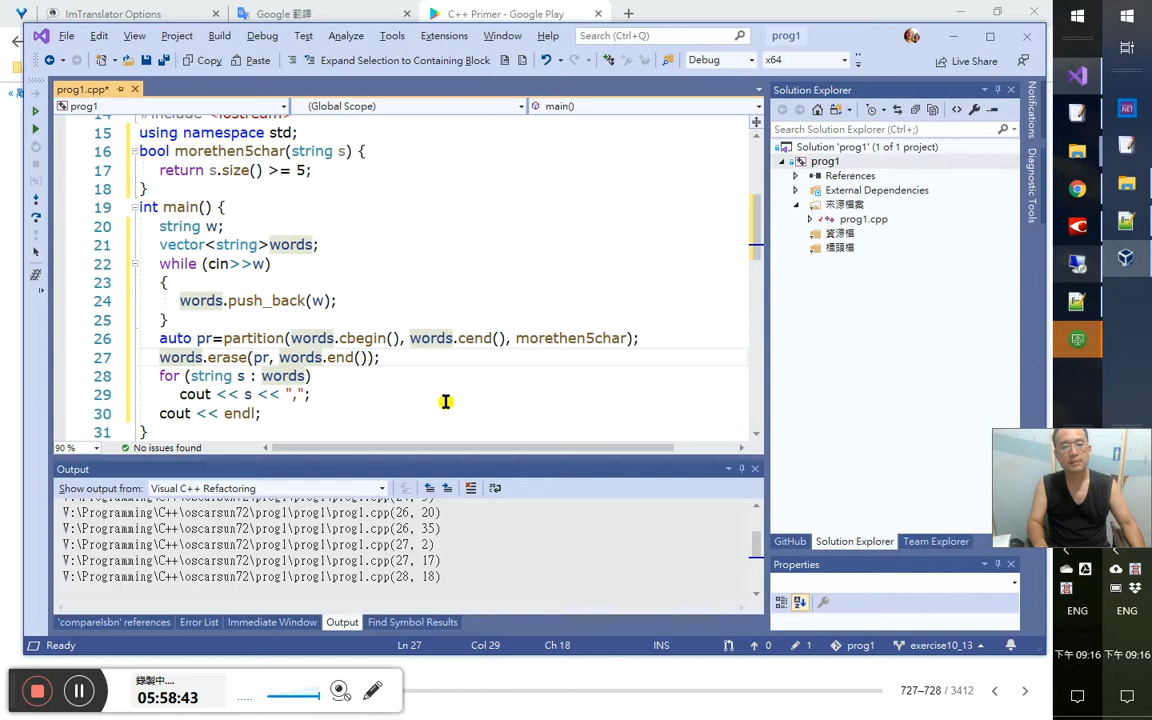 ImTranslator Options
Google 翻譯
C++ Primer - Google Play
File Edit View Project Build Debug Test Analyze Tools Extensions Window Help Search (Ctrl+Q) prog1
Copy Paste Expand Selection to Containing Block Debug x64 Live Share
prog1.cpp*
prog1 (Global Scope) main()
14 #include <iostream>
15 using namespace std;
16 bool morethen5char(string s) {
17 return s.size() >= 5;
18 }
19 int main() {
20 string w;
21 vector<string>words;
22 while (cin>>w)
23 {
24 words.push_back(w);
25 }
26 auto pr=partition(words.cbegin(), words.cend(), morethen5char);
27 words.erase(pr, words.end());
28 for (string s : words)
29 cout << s << ",";
30 cout << endl;
31 }
90 % No issues found
Output
Show output from: Visual C++ Refactoring
V:\Programming\C++\oscarsun72\prog1\prog1\prog1.cpp(26, 20)
V:\Programming\C++\oscarsun72\prog1\prog1\prog1.cpp(26, 35)
V:\Programming\C++\oscarsun72\prog1\prog1\prog1.cpp(27, 2)
V:\Programming\C++\oscarsun72\prog1\prog1\prog1.cpp(27, 17)
V:\Programming\C++\oscarsun72\prog1\prog1\prog1.cpp(28, 18)
'compareIsbn' references Error List Immediate Window Output Find Symbol Results
Solution Explorer
Search Solution Explorer (Ctrl+;)
Solution 'prog1' (1 of 1 project)
prog1
References
External Dependencies
來源檔案
prog1.cpp
資源檔
標頭檔
GitHub Solution Explorer Team Explorer
Properties
Notifications
Diagnostic Tools
Ready Ln 27 Col 29 Ch 18 INS 0 1 prog1 exercise10_13
錄製中....
05:58:43
727–728 / 3412
ENG ENG
下午 09:16 下午 09:16